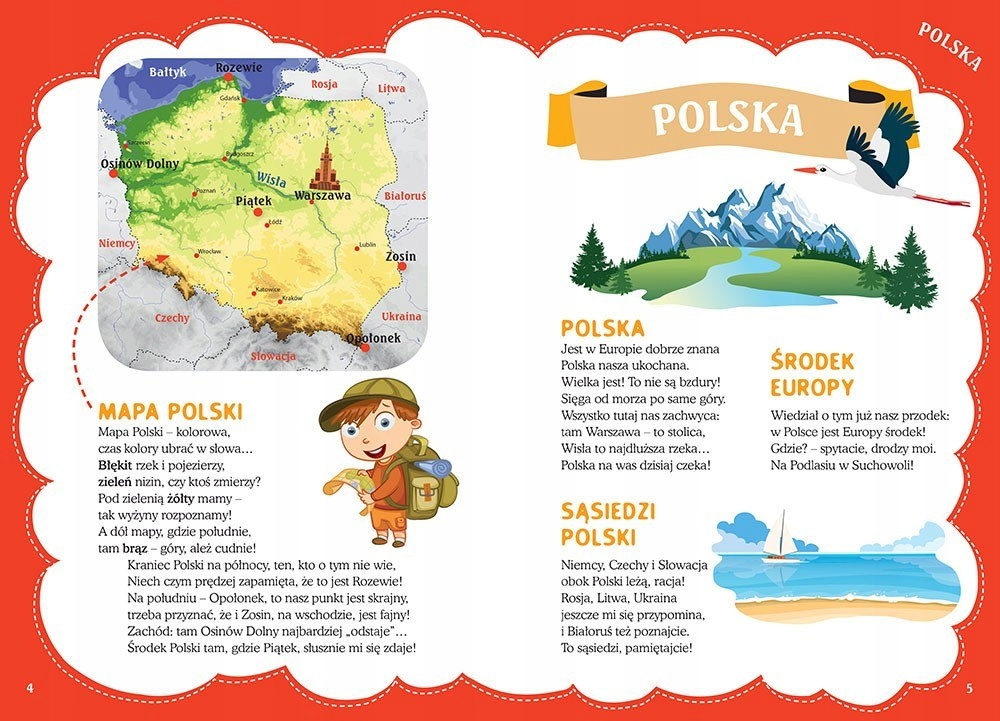 Bałtyk
Rozewie
Rosja
Litwa
Gdańsk
Szczecin
Osinów Dolny
Bydgoszcz
Wisła
Poznań
Piątek
Warszawa
Białoruś
Łódź
Niemcy
Wrocław
Lublin
Zosin
Katowice
Kraków
Czechy
Ukraina
Opołonek
Słowacja
MAPA POLSKI
Mapa Polski – kolorowa,
czas kolory ubrać w słowa…
Błękit rzek i pojezierzy,
zieleń nizin, czy ktoś zmierzy?
Pod zielenią żółty mamy –
tak wyżyny rozpoznamy!
A dół mapy, gdzie południe,
tam brąz – góry, ależ cudnie!
Kraniec Polski na północy, ten, kto o tym nie wie,
Niech czym prędzej zapamięta, że to jest Rozewie!
Na południu – Opołonek, to nasz punkt jest skrajny,
trzeba przyznać, że i Zosin, na wschodzie, jest fajny!
Zachód: tam Osinów Dolny najbardziej „odstaje”…
Środek Polski tam, gdzie Piątek, słusznie mi się zdaje!
4
POLSKA
POLSKA
POLSKA
Jest w Europie dobrze znana
Polska nasza ukochana.
Wielka jest! To nie są bzdury!
Sięga od morza po same góry.
Wszystko tutaj nas zachwyca:
tam Warszawa – to stolica,
Wisła to najdłuższa rzeka…
Polska na was dzisiaj czeka!
ŚRODEK
EUROPY
Wiedział o tym już nasz przodek:
w Polsce jest Europy środek!
Gdzie? – spytacie, drodzy moi.
Na Podlasiu w Suchowoli!
SĄSIEDZI
POLSKI
Niemcy, Czechy i Słowacja
obok Polski leżą, racja!
Rosja, Litwa, Ukraina
jeszcze mi się przypomina,
i Białoruś też poznajcie.
To sąsiedzi, pamiętajcie!
5